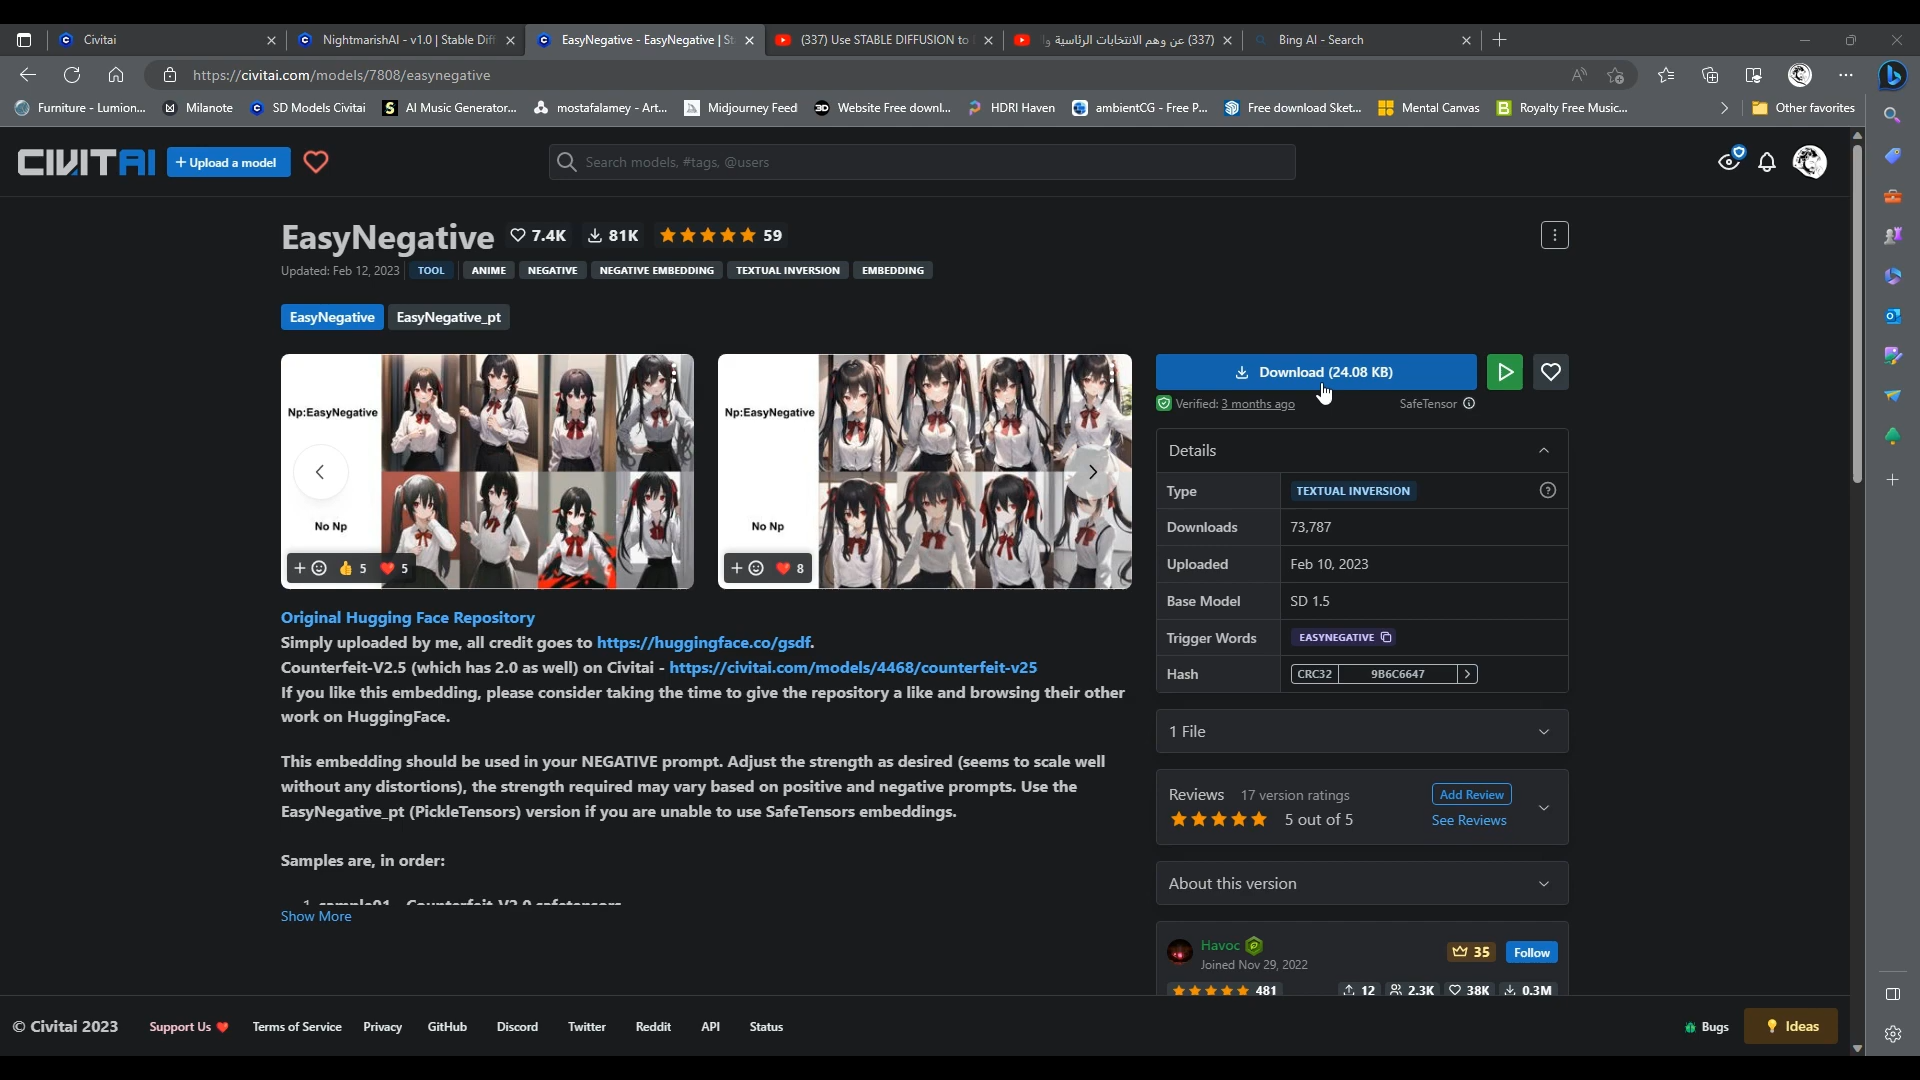 Civitai
NightmarishAI - v1.0 | Stable Diff
EasyNegative - EasyNegative | St
(337) Use STABLE DIFFUSION to
(337) عن وهم الانتخابات الرئاسية وا
Bing AI - Search
https://civitai.com/models/7808/easynegative
Furniture - Lumion...
Milanote
SD Models Civitai
AI Music Generator...
mostafalamey - Art...
Midjourney Feed
Website Free downl...
HDRI Haven
ambientCG - Free P...
Free download Sket...
Mental Canvas
Royalty Free Music...
Other favorites
CIVITAI
+ Upload a model
Search models, #tags, @users
EasyNegative 7.4K 81K 59
Updated: Feb 12, 2023 TOOL ANIME NEGATIVE NEGATIVE EMBEDDING TEXTUAL INVERSION EMBEDDING
EasyNegative EasyNegative_pt
Np:EasyNegative
No Np
5 5
Np:EasyNegative
No Np
8
Original Hugging Face Repository
Simply uploaded by me, all credit goes to https://huggingface.co/gsdf.
Counterfeit-V2.5 (which has 2.0 as well) on Civitai - https://civitai.com/models/4468/counterfeit-v25
If you like this embedding, please consider taking the time to give the repository a like and browsing their other
work on HuggingFace.
This embedding should be used in your NEGATIVE prompt. Adjust the strength as desired (seems to scale well
without any distortions), the strength required may vary based on positive and negative prompts. Use the
EasyNegative_pt (PickleTensors) version if you are unable to use SafeTensors embeddings.
Samples are, in order:
1. sample01 - Counterfeit-V2.0.safetensors
Show More
Download (24.08 KB)
Verified: 3 months ago SafeTensor
Details
Type TEXTUAL INVERSION
Downloads 73,787
Uploaded Feb 10, 2023
Base Model SD 1.5
Trigger Words EASYNEGATIVE
Hash CRC32 9B6C6647 >
1 File
Reviews 17 version ratings Add Review
5 out of 5 See Reviews
About this version
Havoc
Joined Nov 29, 2022
35 Follow
481 12 2.3K 38K 0.3M
© Civitai 2023 Support Us Terms of Service Privacy GitHub Discord Twitter Reddit API Status
Bugs Ideas